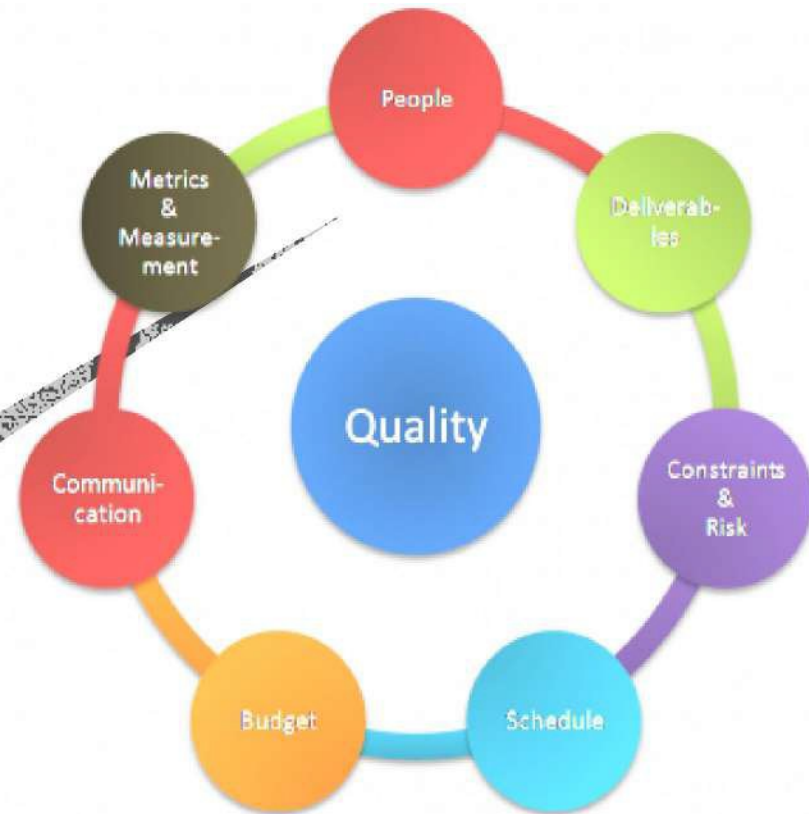 People
Deliverab-
les
Constraints
&
Risk
Schedule
Budget
Communi-
cation
Metrics
&
Measure-
ment
Quality